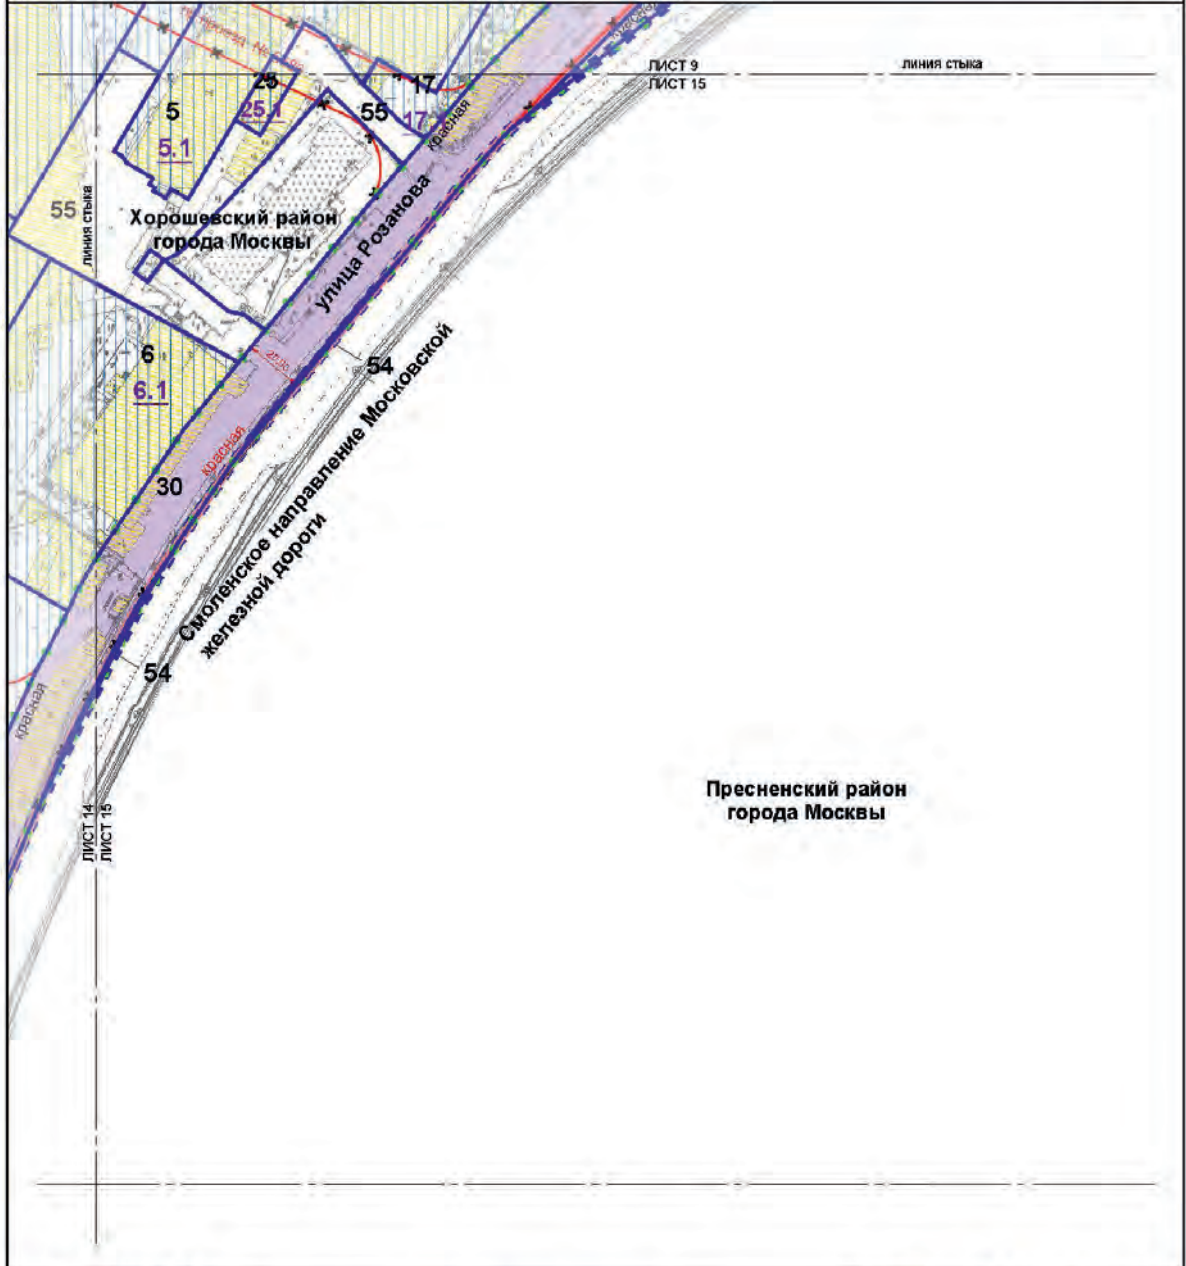 ЛИСТ 9
ЛИСТ 15
линия стыка
25
25.1
5
5.1
17
17
55
красная
55
линия стыка
Хорошевский район
города Москвы
улица Розанова
6
6.1
54
красная
30
Смоленское направление Московской
железной дороги
54
красная
ЛИСТ 14
ЛИСТ 15
Пресненский район
города Москвы